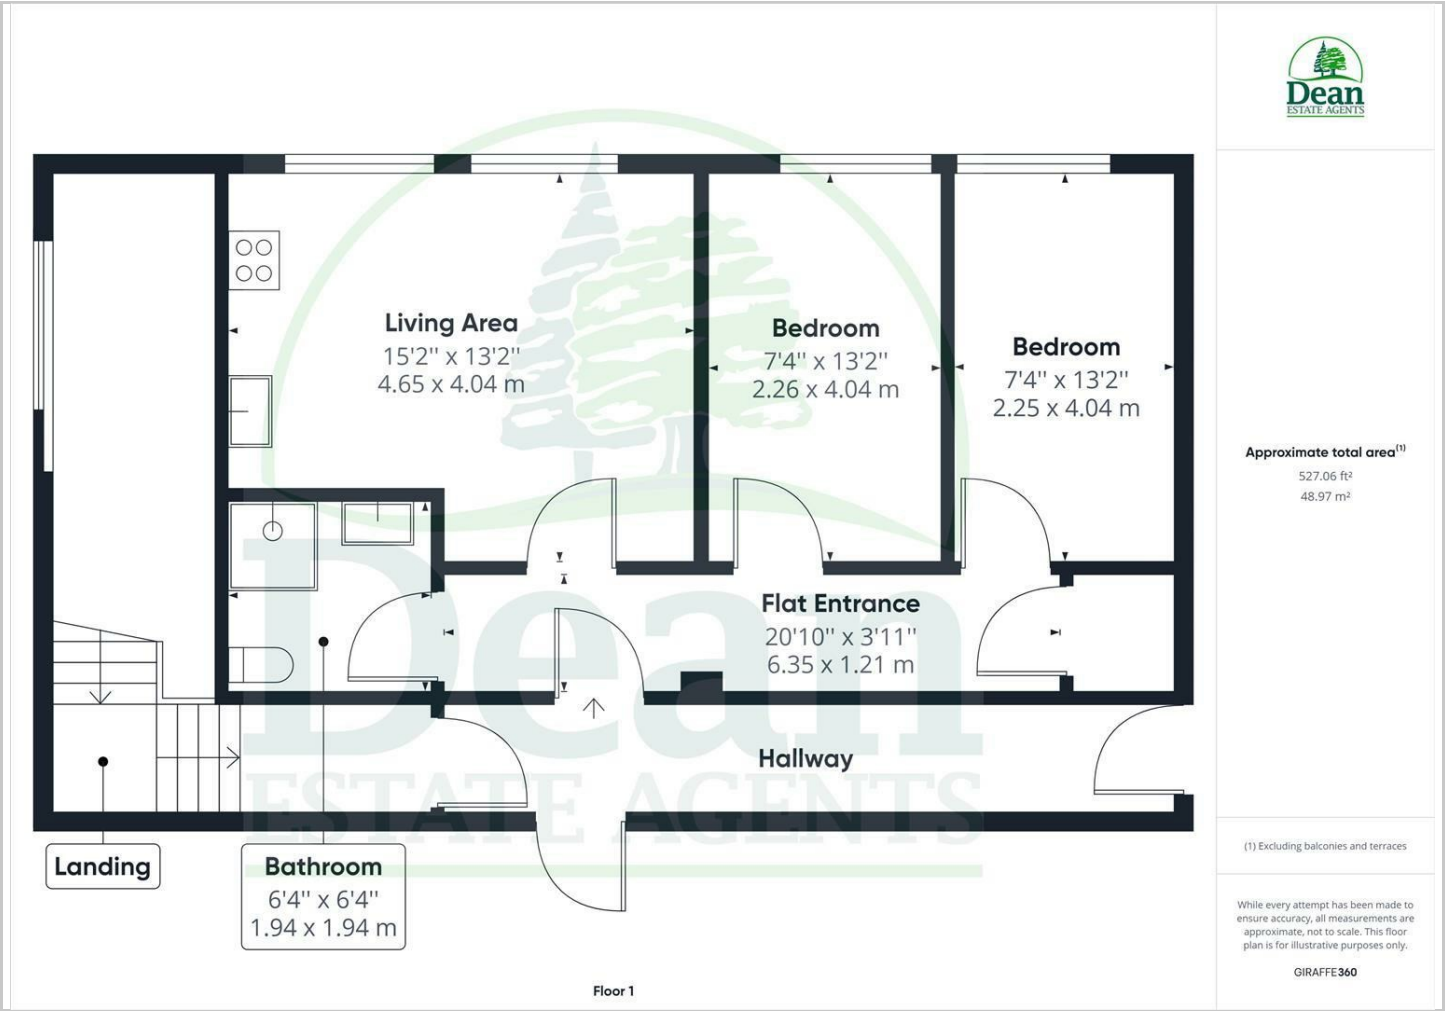 Dean
ESTATE AGENTS
Living Area
15'2" x 13'2"
4.65 x 4.04 m
Bedroom
7'4" x 13'2"
2.26 x 4.04 m
Bedroom
7'4" x 13'2"
2.25 x 4.04 m
Approximate total area(1)
527.06 ft²
48.97 m²
Flat Entrance
20'10" x 3'11"
6.35 x 1.21 m
Dean
ESTATE AGENTS
Hallway
Landing
Bathroom
6'4" x 6'4"
1.94 x 1.94 m
(1) Excluding balconies and terraces
While every attempt has been made to
ensure accuracy, all measurements are
approximate, not to scale. This floor
plan is for illustrative purposes only.
GIRAFFE360
Floor 1